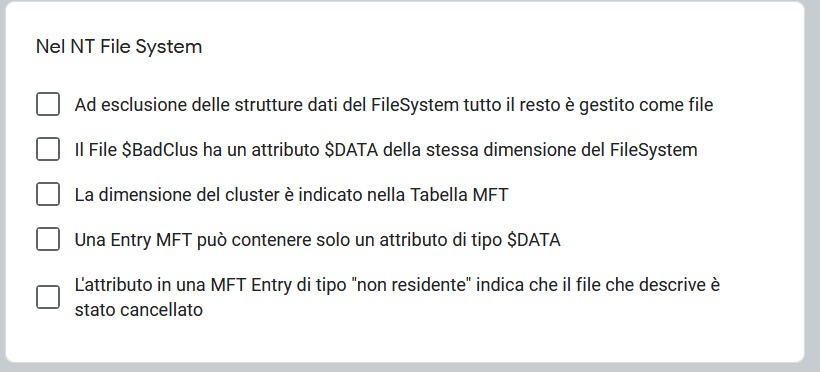 Nel NT File System
Ad esclusione delle strutture dati del FileSystem tutto il resto è gestito come file
Il File $BadClus ha un attributo $DATA della stessa dimensione del FileSystem
La dimensione del cluster è indicato nella Tabella MFT
Una Entry MFT può contenere solo un attributo di tipo $DATA
L'attributo in una MFT Entry di tipo "non residente" indica che il file che descrive è
stato cancellato